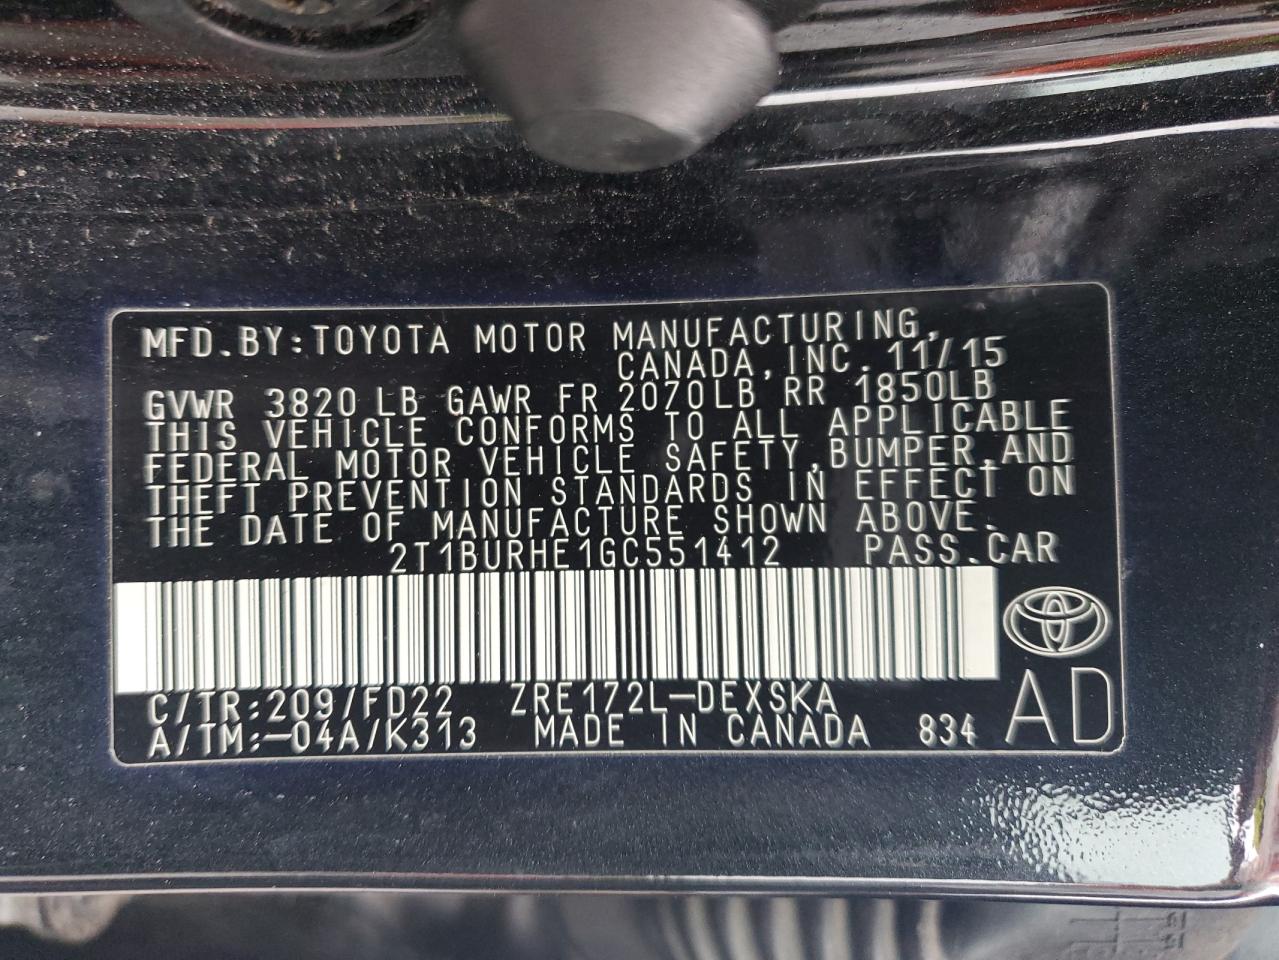 MFD.BY:TOYOTA MOTOR MANUFACTURING,
CANADA,INC. 11/15
GVWR 3820 LB GAWR FR 2070LB RR 1850LB
THIS VEHICLE CONFORMS TO ALL APPLICABLE
FEDERAL MOTOR VEHICLE SAFETY,BUMPER,AND
THEFT PREVENTION STANDARDS IN EFFECT ON
THE DATE OF MANUFACTURE SHOWN ABOVE.
2T1BURHE1GC551412 PASS.CAR
C/TR:209/FD22 ZRE172L-DEXSKA
A/TM:-04A/K313 MADE IN CANADA 834 AD